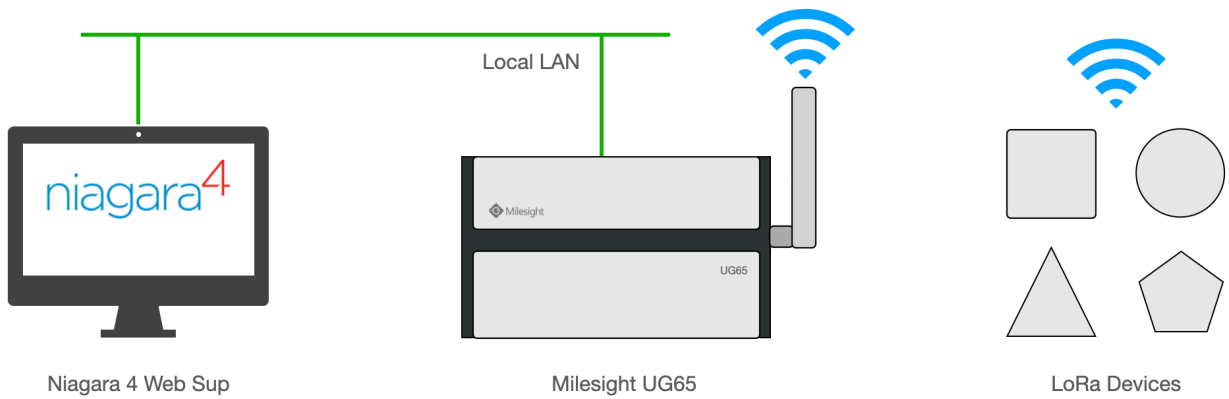 Local LAN
niagara4
Milesight
UG65
Niagara 4 Web Sup
Milesight UG65
LoRa Devices